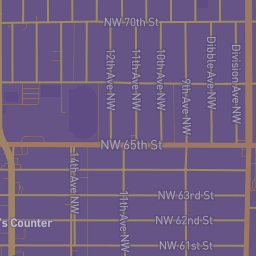 NW 70th St
12th Ave NW
11th Ave NW
10th Ave NW
9th Ave NW
Dibble Ave NW
Division Ave NW
NW 65th St
14th Ave NW
11th Ave NW
NW 63rd St
's Counter
NW 62nd St
NW 61st St